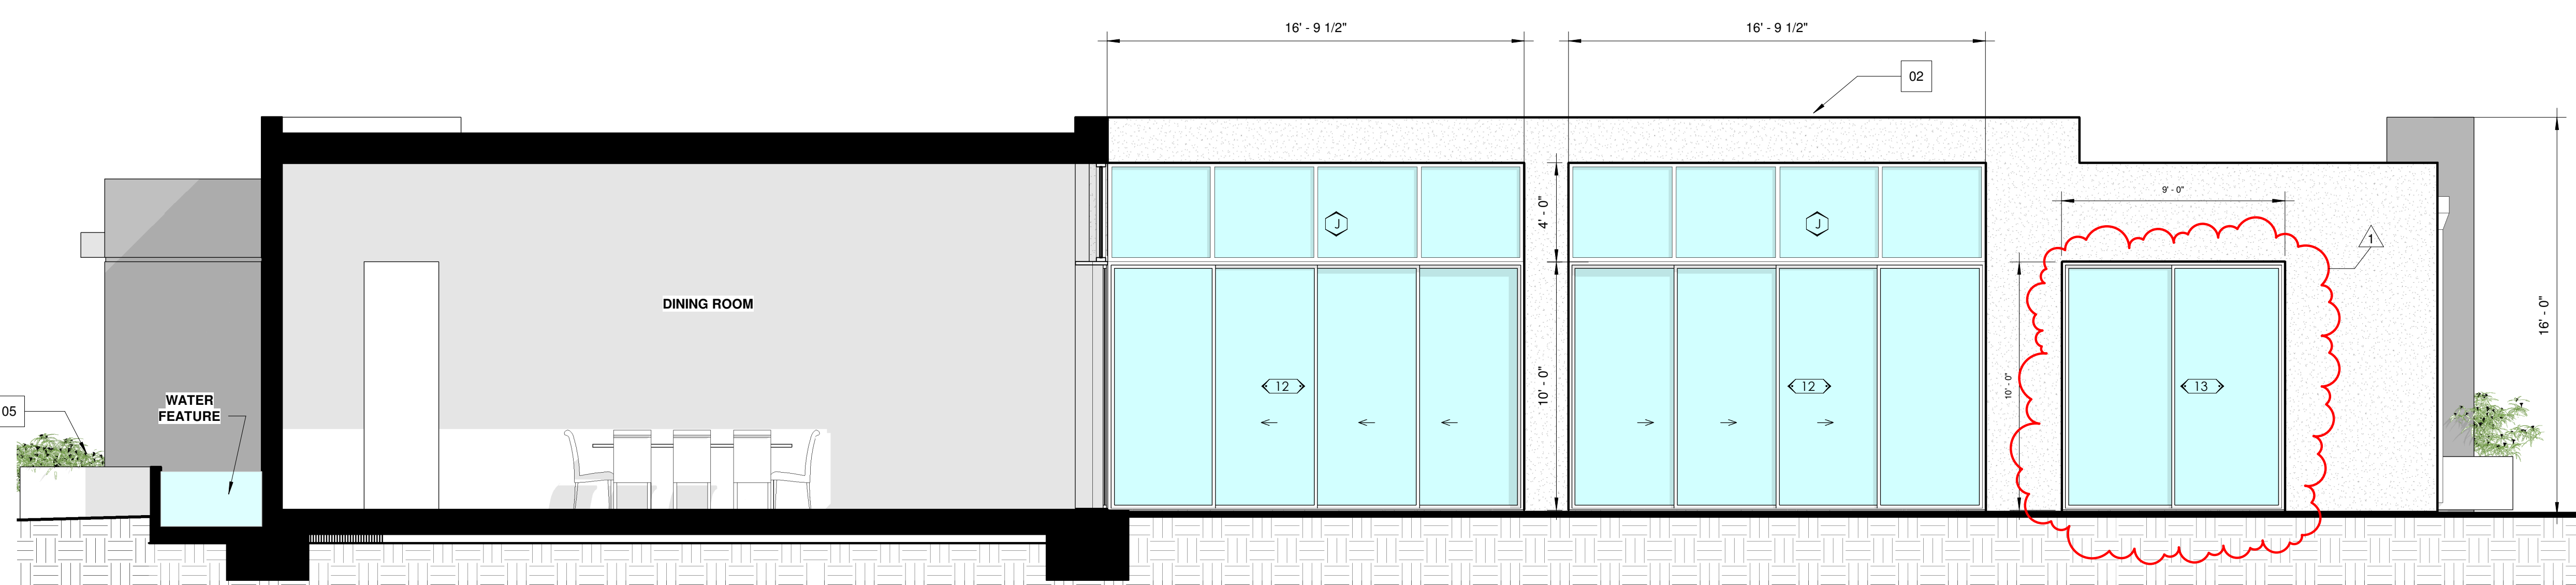 16' - 9 1/2"
16' - 9 1/2"
02
9' - 0"
J
J
4' - 0"
1
DINING ROOM
16' - 0"
12
12
13
10' - 0"
10' - 0"
05
WATER
FEATURE